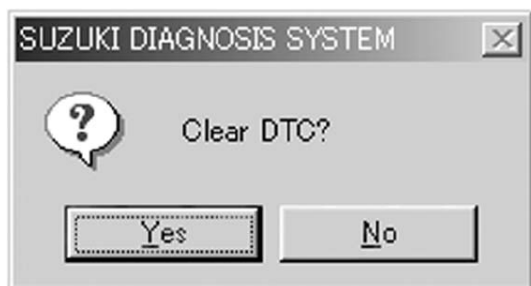 SUZUKI DIAGNOSIS SYSTEM
?
Clear DTC?
Yes
No